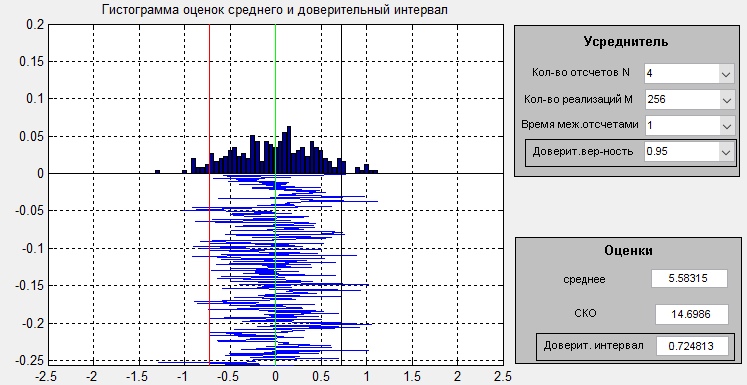 Гистограмма оценок среднего и доверительный интервал
0.2
0.15
0.1
0.05
0
-0.05
-0.1
-0.15
-0.2
-0.25
-2.5 -2 -1.5 -1 -0.5 0 0.5 1 1.5 2 2.5
Усреднитель
Кол-во отсчетов N 4
Кол-во реализаций M 256
Время меж.отсчетами 1
Доверит.вер-ность 0.95
Оценки
среднее 5.58315
СКО 14.6986
Доверит. интервал 0.724813